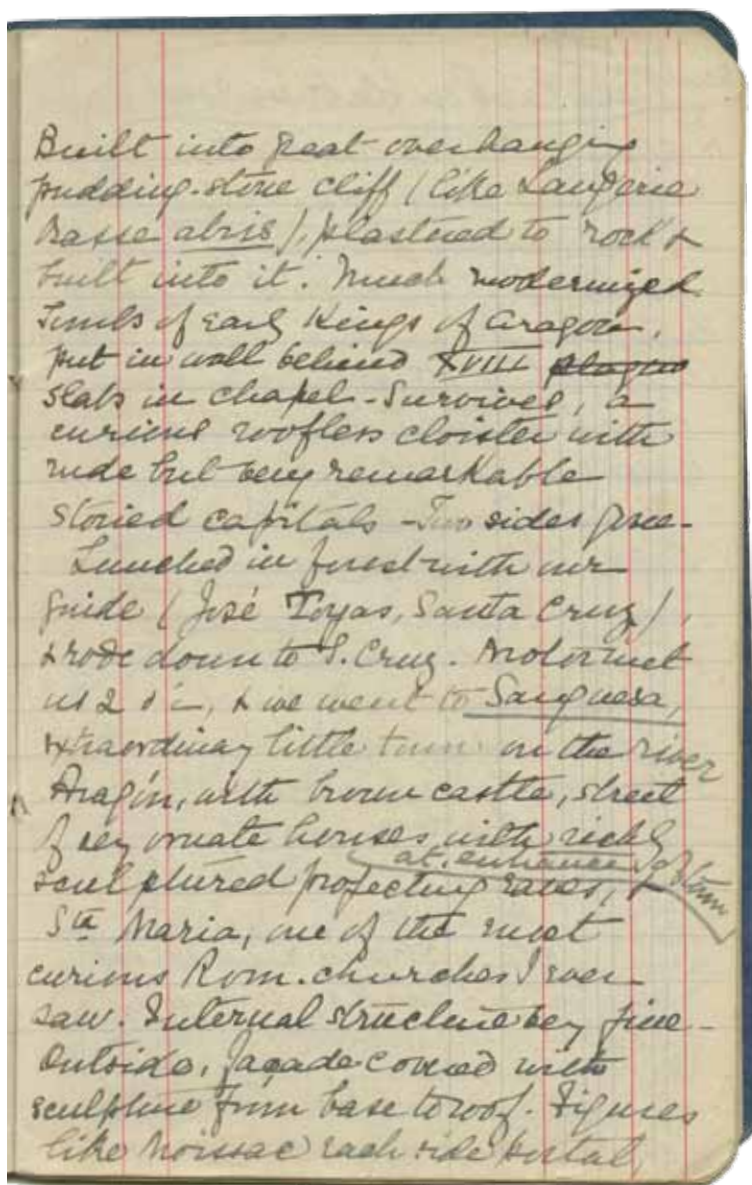 Built into great overhanging
pudding-stone cliff (like Laugerie
Basse abris), plastered to rock &
built into it. Much modernized.
Tombs of early Kings of Aragon,
put in wall behind XVIII plaques
slabs in chapel - Survives, a
curious roofless cloister with
rude but very remarkable
storied capitals - Two sides gone -
Lunched in forest with our
guide (José Toyas, Santa Cruz),
& rode down to S. Cruz. Motor met
us 2 o'c, & we went to Sanguesa,
extraordinary little town on the river
Aragón, with brown castle, street
of very ornate houses with richly
sculptured projecting eaves, &
at entrance of town
Sta Maria, one of the most
curious Rom. churches I ever
saw. Internal structure very fine -
Outside, façade covered with
sculpture from base to roof. Figures
like Moissac each side portal,